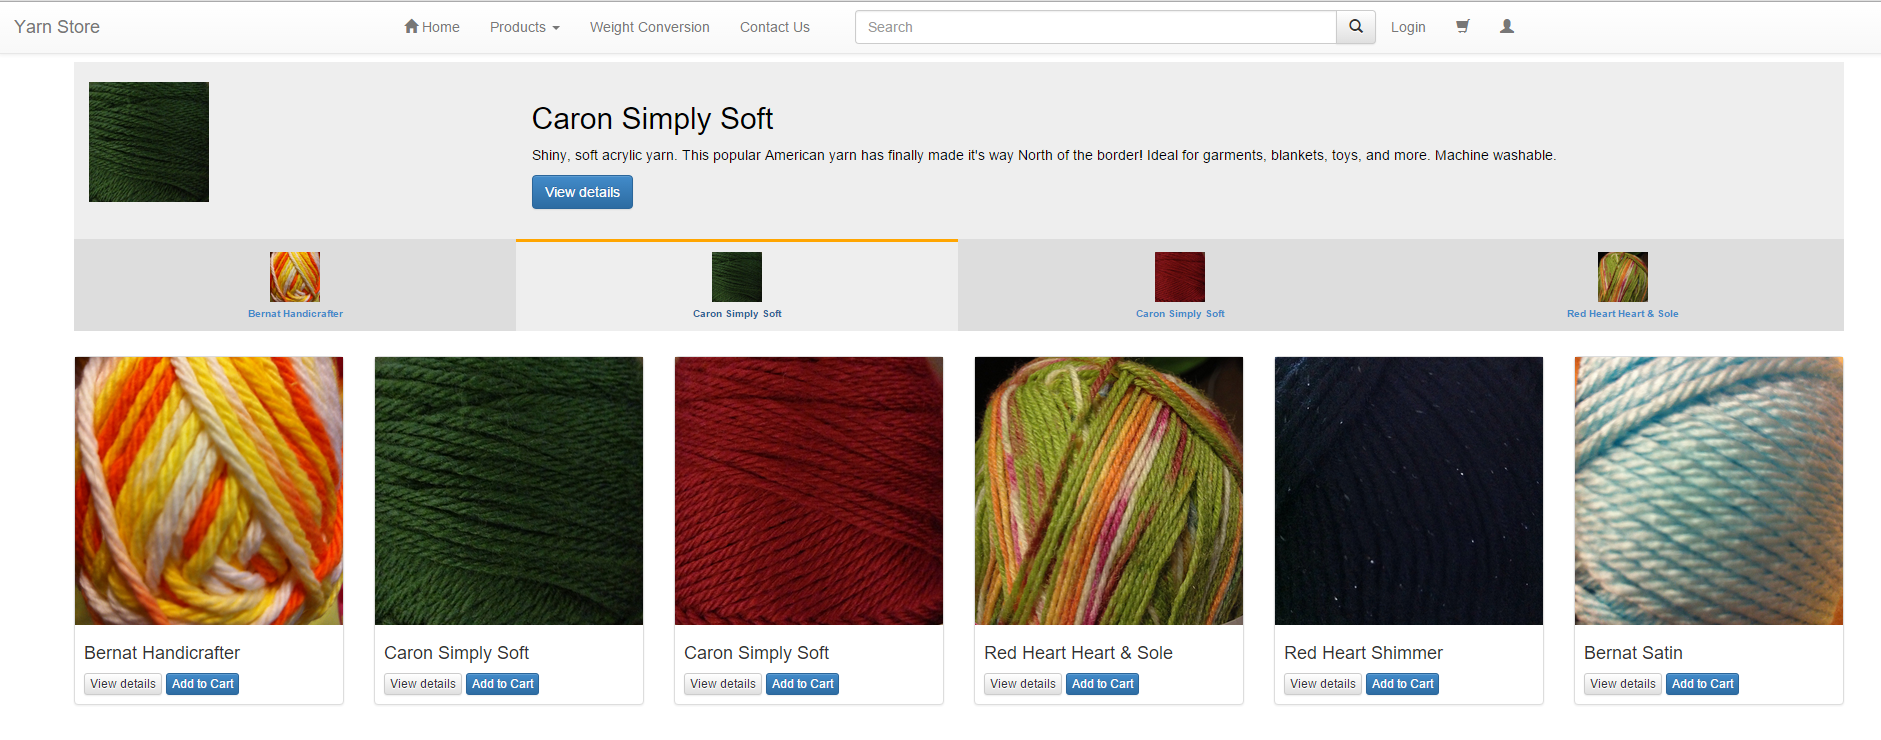 Yarn Store Home Products Weight Conversion Contact Us Search Login
Caron Simply Soft
Shiny, soft acrylic yarn. This popular American yarn has finally made it's way North of the border! Ideal for garments, blankets, toys, and more. Machine washable.
View details
Bernat Handicrafter Caron Simply Soft Caron Simply Soft Red Heart Heart & Sole
Bernat Handicrafter Caron Simply Soft Caron Simply Soft Red Heart Heart & Sole Red Heart Shimmer Bernat Satin
View details Add to Cart View details Add to Cart View details Add to Cart View details Add to Cart View details Add to Cart View details Add to Cart